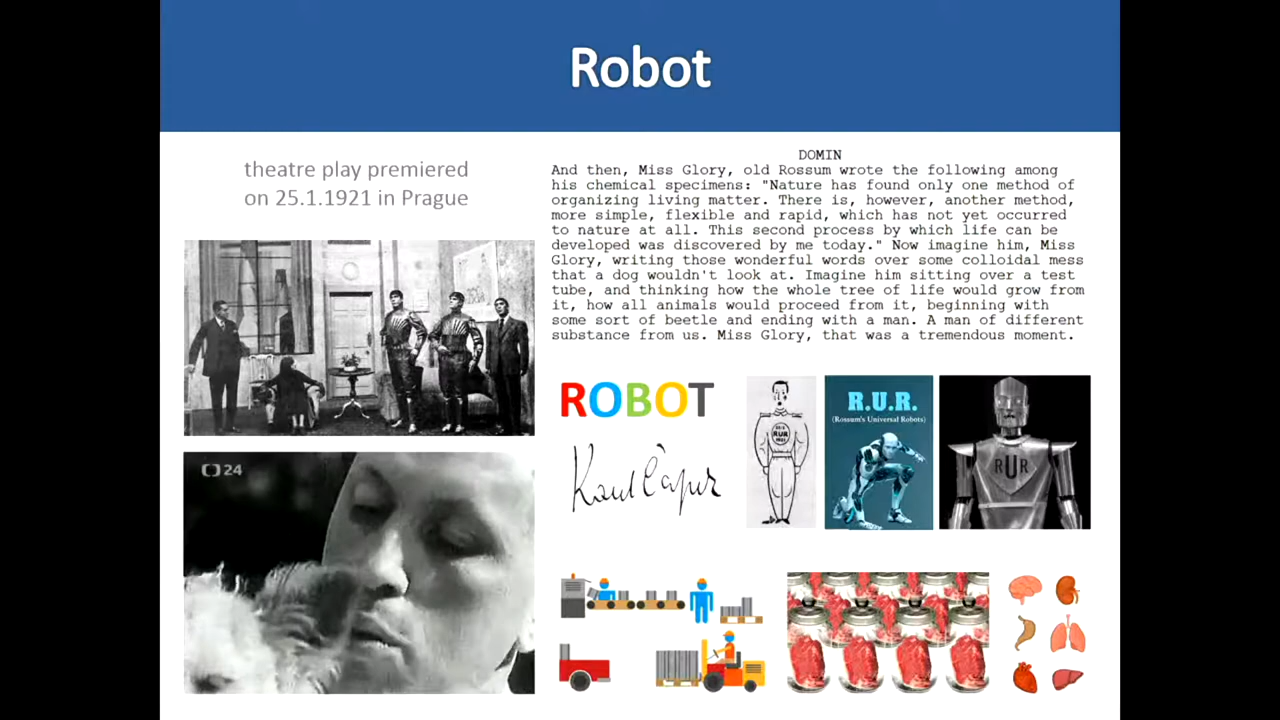 Robot
theatre play premiered
on 25.1.1921 in Prague
DOMIN
And then, Miss Glory, old Rossum wrote the following among
his chemical specimens: "Nature has found only one method of
organizing living matter. There is, however, another method,
more simple, flexible and rapid, which has not yet occurred
to nature at all. This second process by which life can be
developed was discovered by me today." Now imagine him, Miss
Glory, writing those wonderful words over some colloidal mess
that a dog wouldn't look at. Imagine him sitting over a test
tube, and thinking how the whole tree of life would grow from
it, how all animals would proceed from it, beginning with
some sort of beetle and ending with a man. A man of different
substance from us. Miss Glory, that was a tremendous moment.
ROBOT
Karel Čapek
RUR
R.U.R.
(Rossum's Universal Robots)
RUR
24